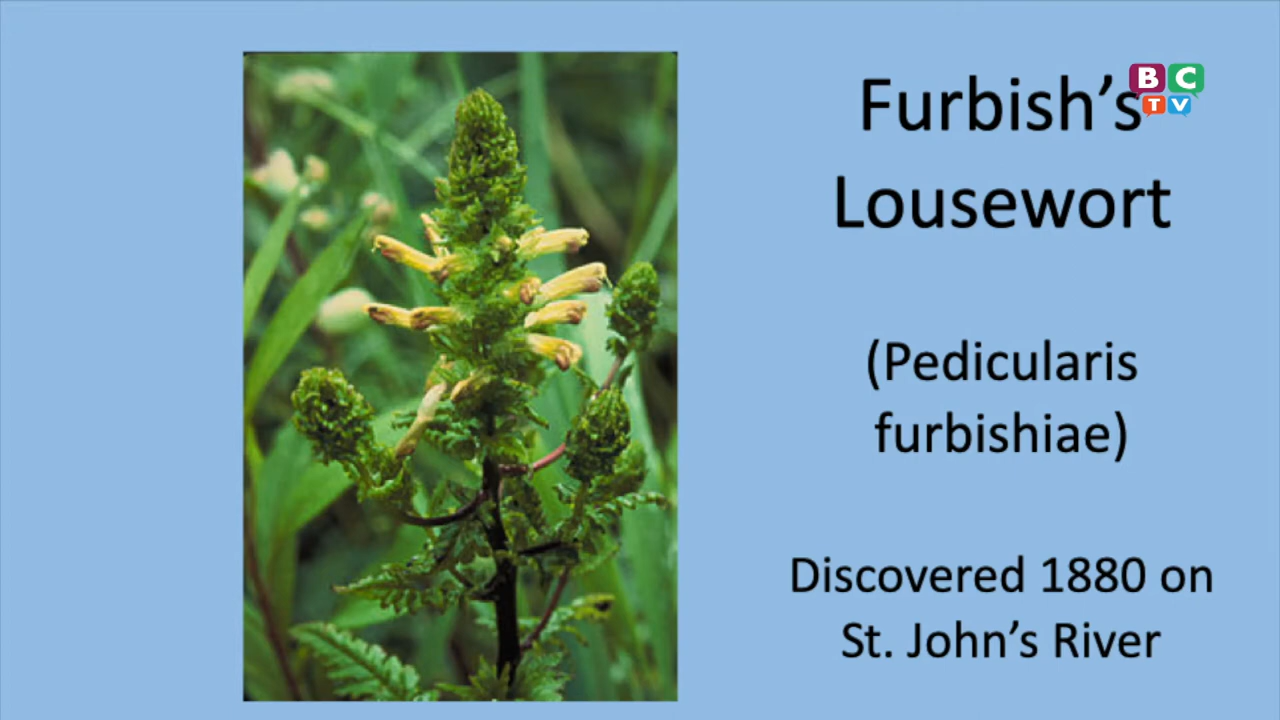 BC
TV
Furbish's
Lousewort
(Pedicularis
furbishiae)
Discovered 1880 on
St. John's River